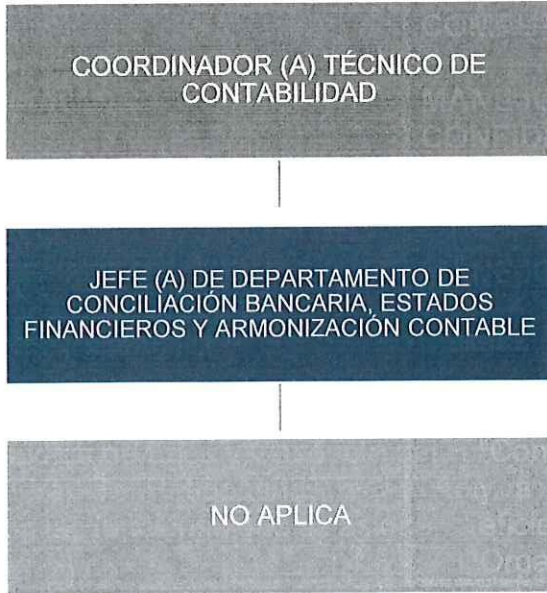 COORDINADOR (A) TÉCNICO DE
CONTABILIDAD
JEFE (A) DE DEPARTAMENTO DE
CONCILIACIÓN BANCARIA, ESTADOS
FINANCIEROS Y ARMONIZACIÓN CONTABLE
NO APLICA